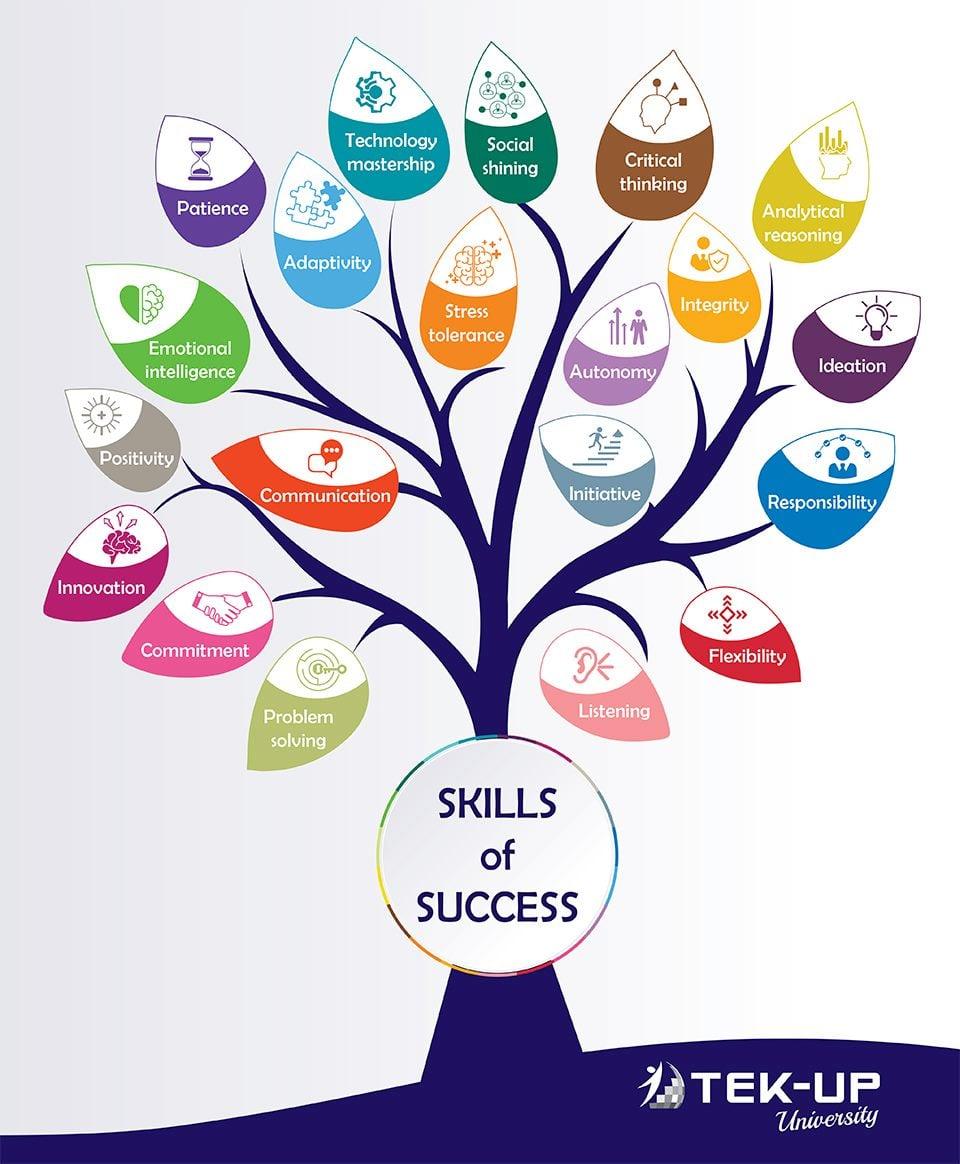 Technology
mastership
Social
shining
Critical
thinking
Patience
Analytical
reasoning
Adaptivity
Stress
tolerance
Integrity
Emotional
intelligence
Autonomy
Ideation
Positivity
Communication
Initiative
Responsibility
Innovation
Commitment
Flexibility
Problem
solving
Listening
SKILLS
of
SUCCESS
TEK-UP
University